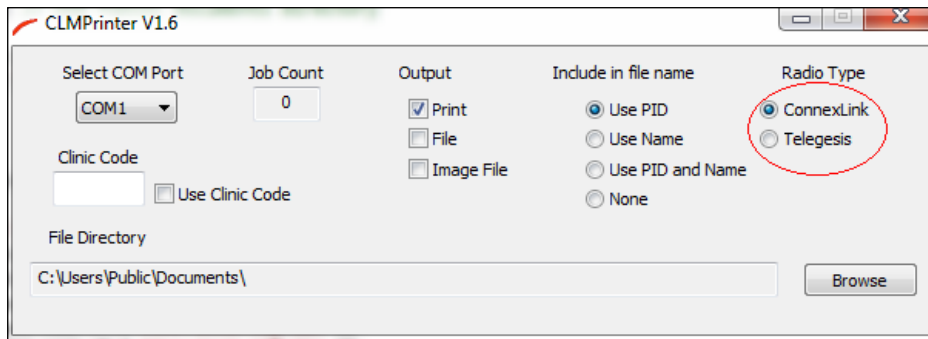 CLMPrinter V1.6
Select COM Port
Job Count
Output
Include in file name
Radio Type
COM1
0
Print
Use PID
ConnexLink
File
Use Name
Telegesis
Clinic Code
Image File
Use PID and Name
Use Clinic Code
None
File Directory
C:\Users\Public\Documents\
Browse